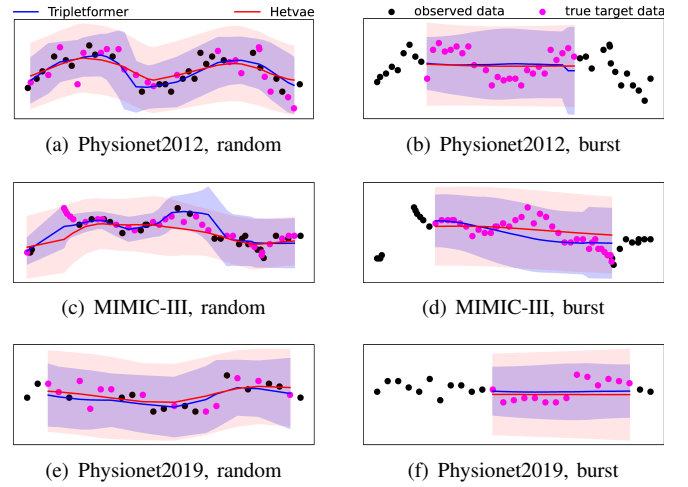 Tripletformer Hetvae observed data true target data
(a) Physionet2012, random (b) Physionet2012, burst
(c) MIMIC-III, random (d) MIMIC-III, burst
(e) Physionet2019, random (f) Physionet2019, burst